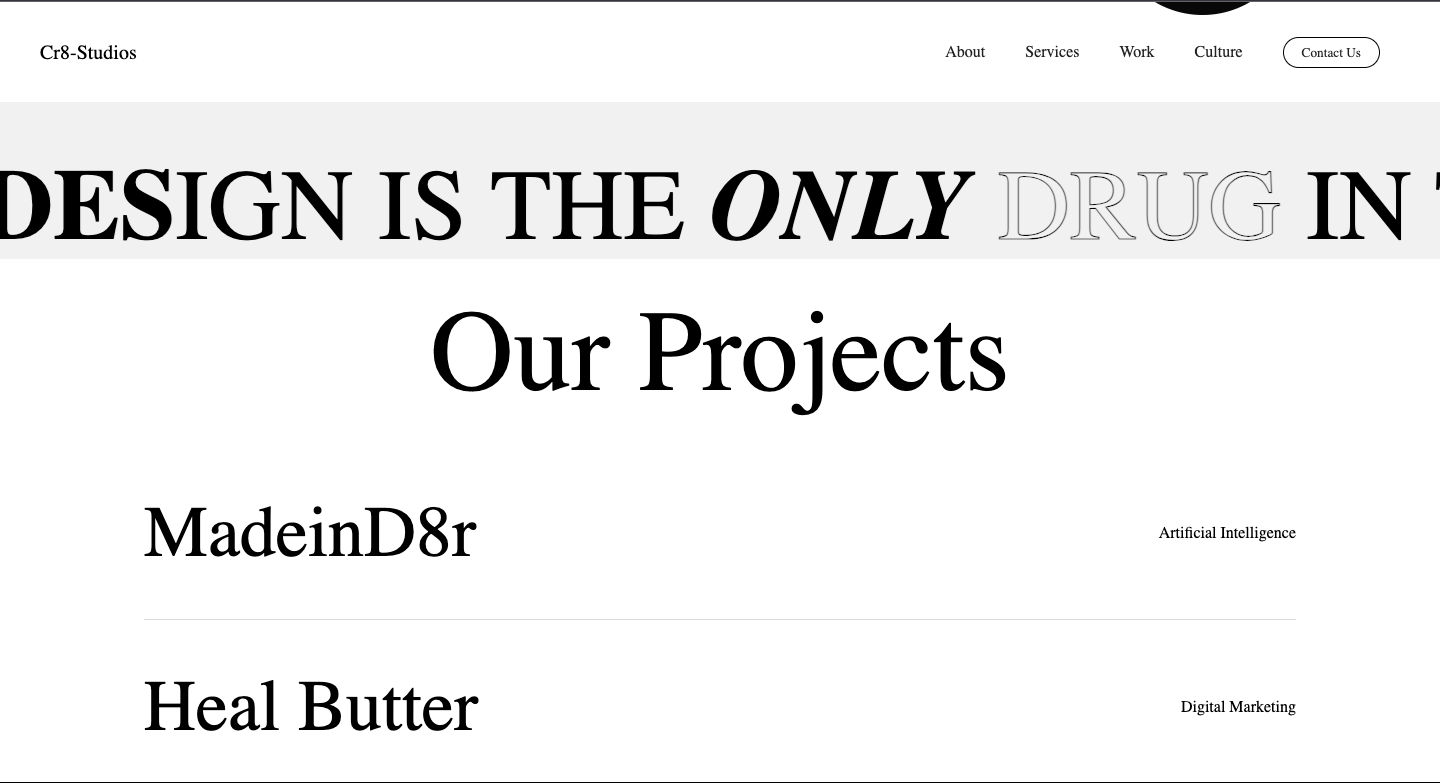 Cr8-Studios About Services Work Culture Contact Us
DESIGN IS THE ONLY DRUG IN
Our Projects
MadeinD8r Artificial Intelligence
Heal Butter Digital Marketing